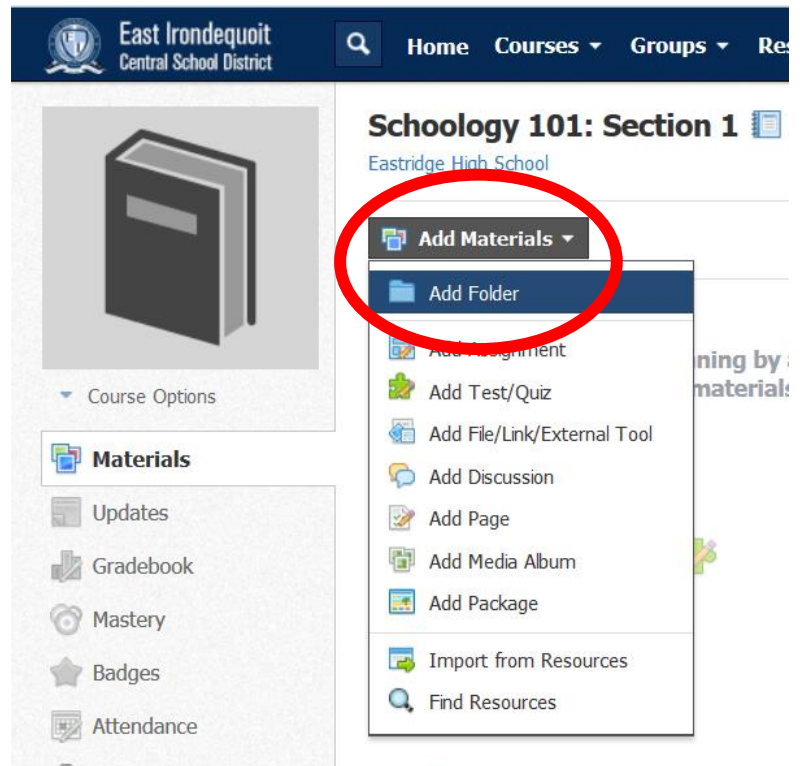 East Irondequoit
Central School District
Home Courses Groups
Schoology 101: Section 1
Eastridge High School
Add Materials
Add Folder
Add Assignment
Add Test/Quiz
Add File/Link/External Tool
Add Discussion
Add Page
Add Media Album
Add Package
Import from Resources
Find Resources
by
Course Options
Materials
Updates
Gradebook
Mastery
Badges
Attendance